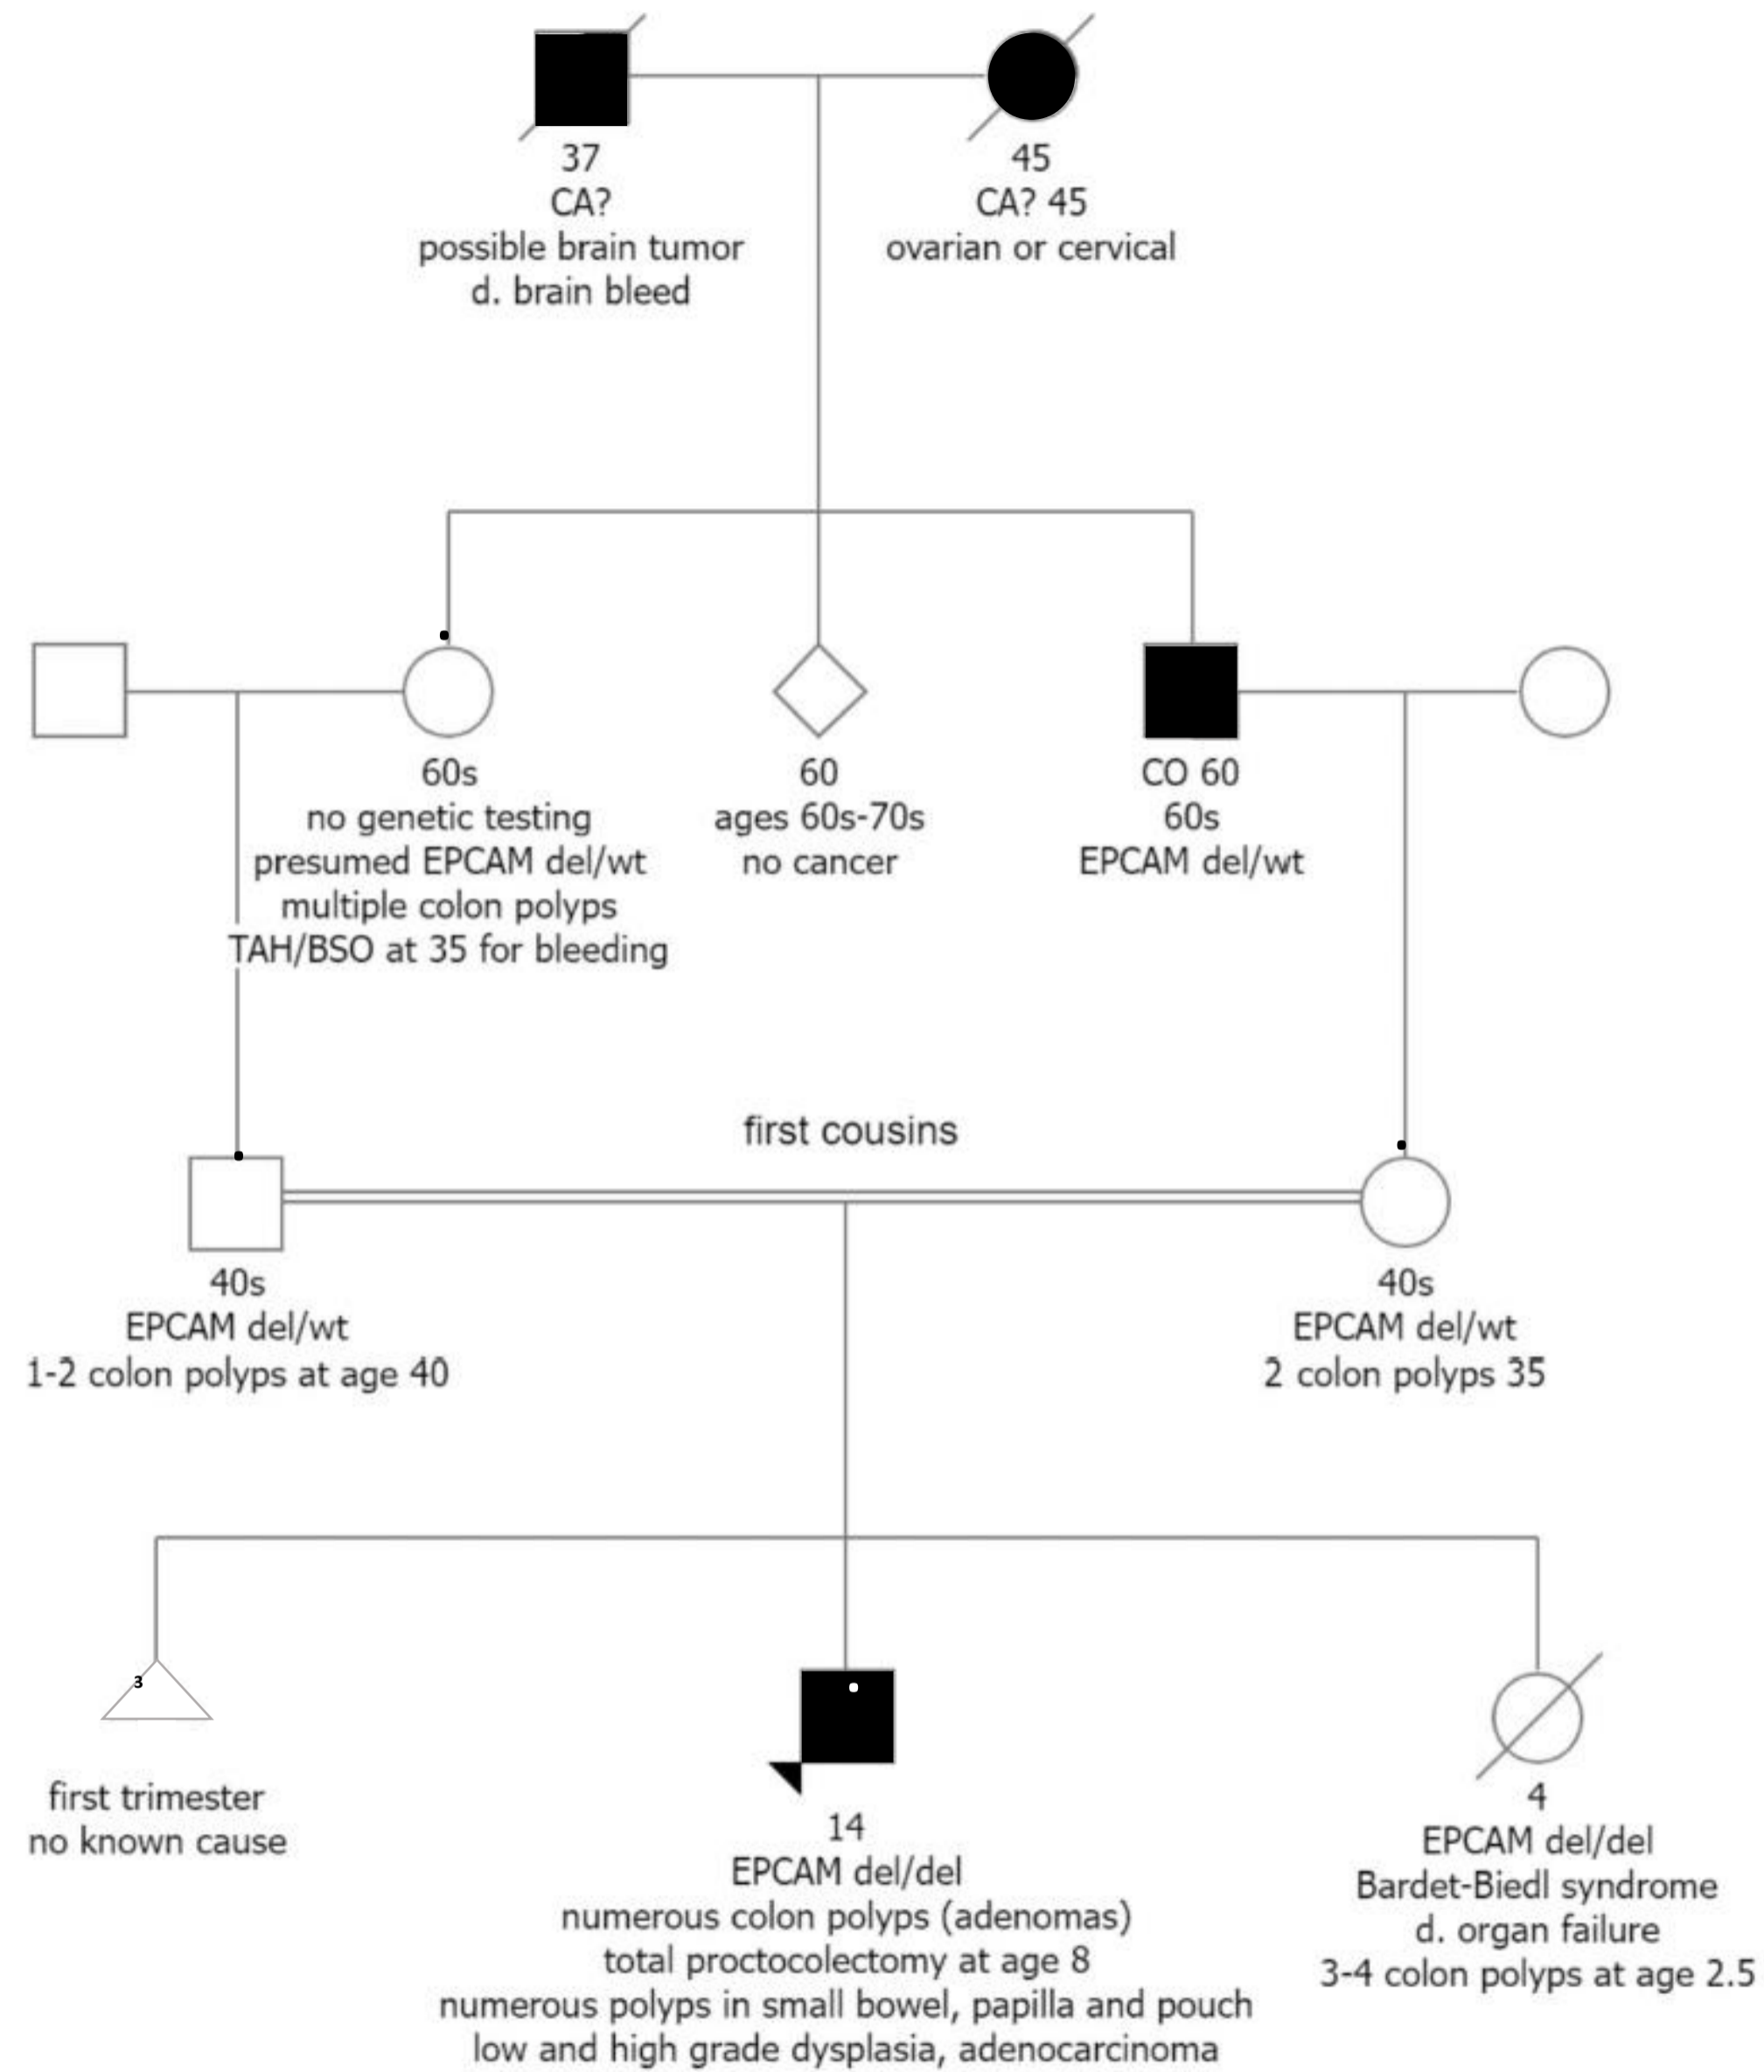 37
CA?
possible brain tumor
d. brain bleed
45
CA? 45
ovarian or cervical
60s
no genetic testing
presumed EPCAM del/wt
multiple colon polyps
TAH/BSO at 35 for bleeding
60
ages 60s-70s
no cancer
CO 60
60s
EPCAM del/wt
first cousins
40s
EPCAM del/wt
1-2 colon polyps at age 40
40s
EPCAM del/wt
2 colon polyps 35
3
first trimester
no known cause
14
EPCAM del/del
numerous colon polyps (adenomas)
total proctocolectomy at age 8
numerous polyps in small bowel, papilla and pouch
low and high grade dysplasia, adenocarcinoma
4
EPCAM del/del
Bardet-Biedl syndrome
d. organ failure
3-4 colon polyps at age 2.5